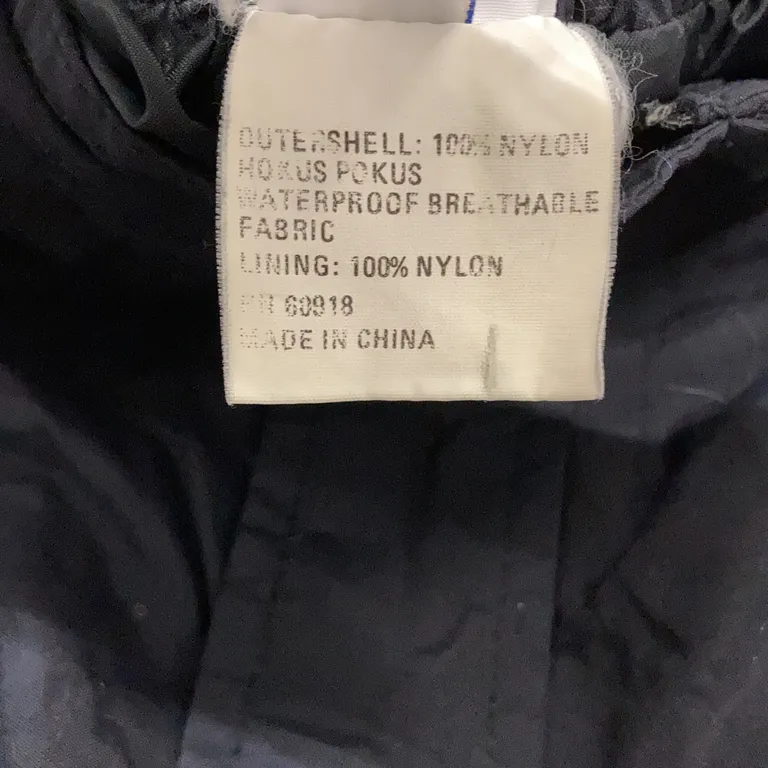 OUTERSHELL: 100% NYLON
HOKUS POKUS
WATERPROOF BREATHABLE
FABRIC
LINING: 100% NYLON
60918
MADE IN CHINA